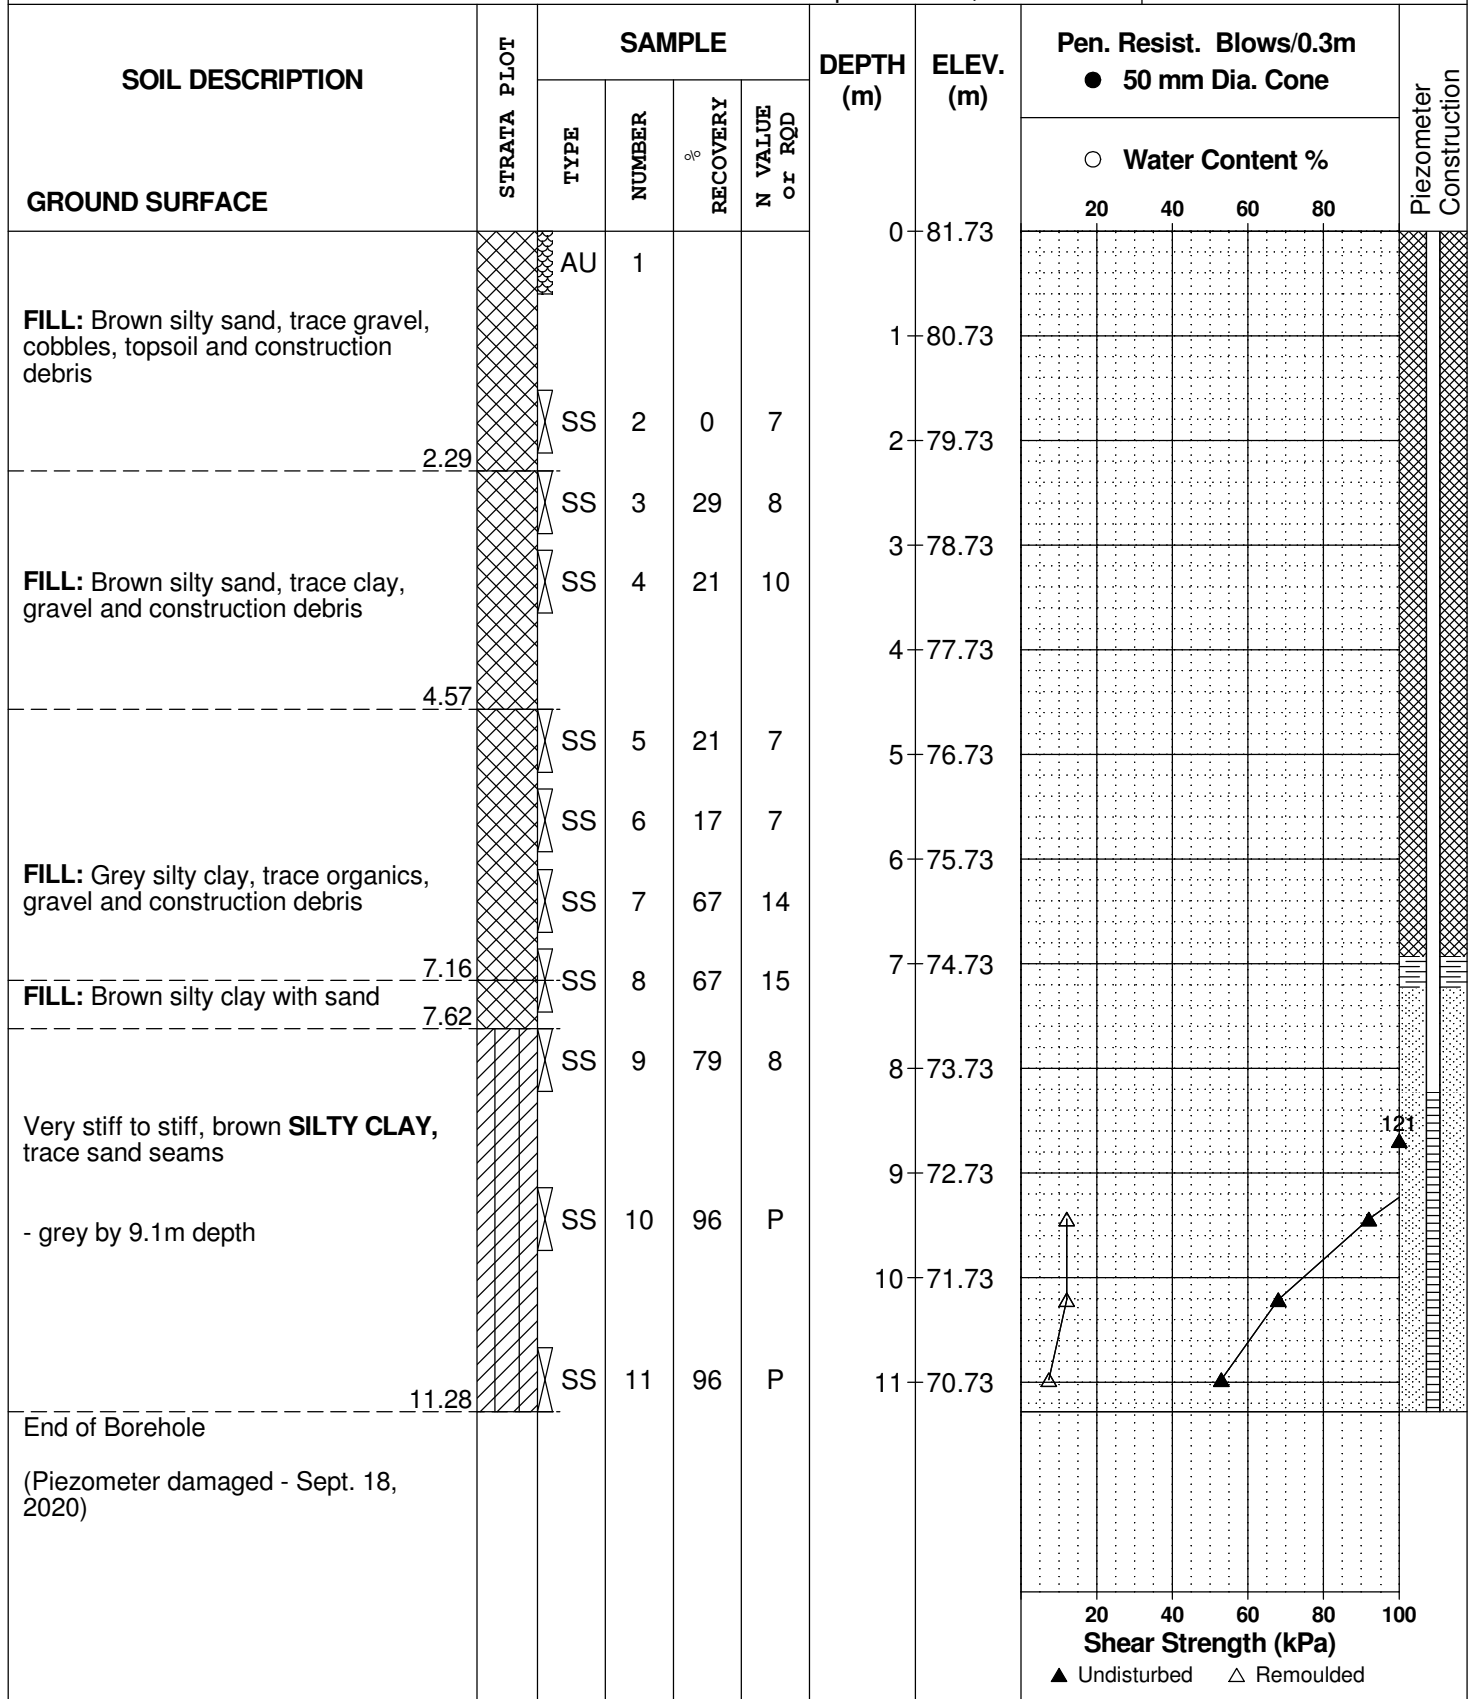 SOIL DESCRIPTION
GROUND SURFACE
STRATA PLOT
SAMPLE
TYPE
NUMBER
%
RECOVERY
N VALUE
or RQD
DEPTH
(m)
ELEV.
(m)
Pen. Resist. Blows/0.3m
● 50 mm Dia. Cone
○ Water Content %
20 40 60 80
Piezometer
Construction
0 81.73
AU 1
FILL: Brown silty sand, trace gravel,
cobbles, topsoil and construction
debris
1 80.73
SS 2 0 7
2 79.73
2.29
SS 3 29 8
3 78.73
FILL: Brown silty sand, trace clay,
gravel and construction debris
SS 4 21 10
4 77.73
4.57
SS 5 21 7
5 76.73
SS 6 17 7
6 75.73
FILL: Grey silty clay, trace organics,
gravel and construction debris
SS 7 67 14
7 74.73
7.16
SS 8 67 15
FILL: Brown silty clay with sand
7.62
SS 9 79 8
8 73.73
Very stiff to stiff, brown SILTY CLAY,
trace sand seams
121
9 72.73
- grey by 9.1m depth
SS 10 96 P
10 71.73
SS 11 96 P
11 70.73
11.28
End of Borehole
(Piezometer damaged - Sept. 18,
2020)
20 40 60 80 100
Shear Strength (kPa)
▲ Undisturbed △ Remoulded